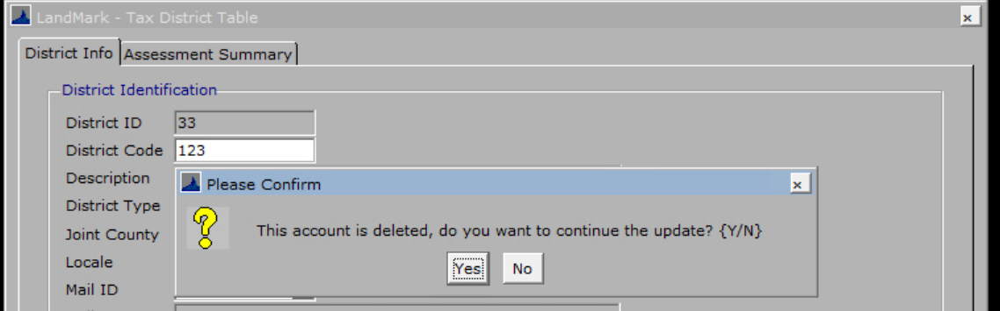 LandMark - Tax District Table
District Info Assessment Summary
District Identification
District ID 33
District Code 123
Description
Please Confirm
District Type
This account is deleted, do you want to continue the update? {Y/N}
Joint County
Locale
Yes No
Mail ID